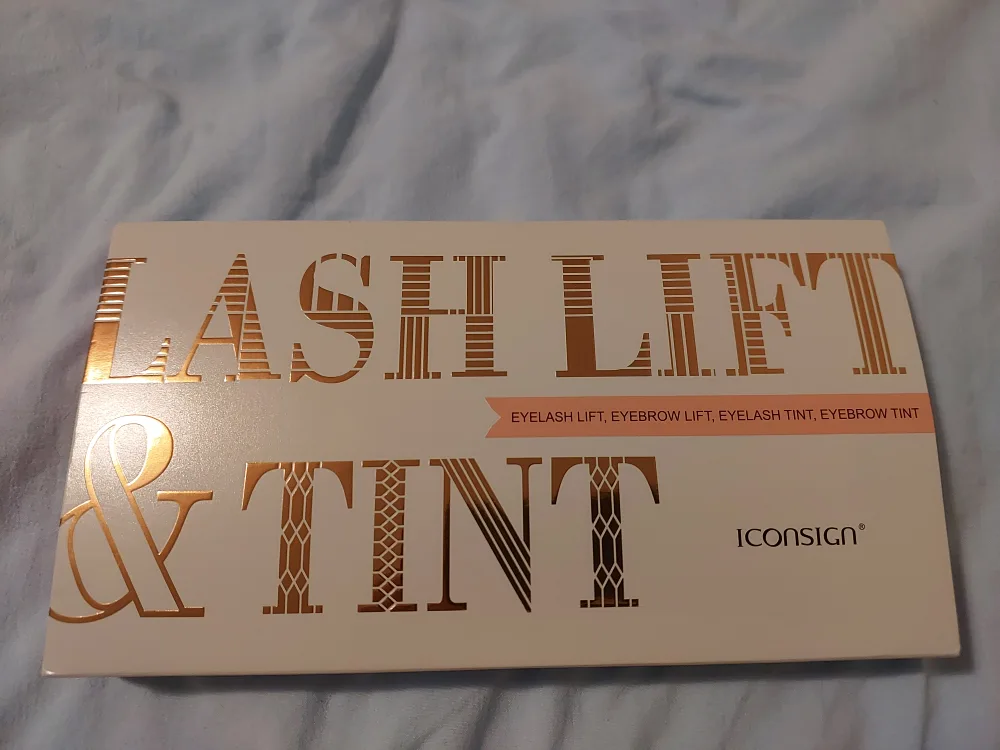 LASH LIFT
EYELASH LIFT, EYEBROW LIFT, EYELASH TINT, EYEBROW TINT
& TINT
ICONSIGN®